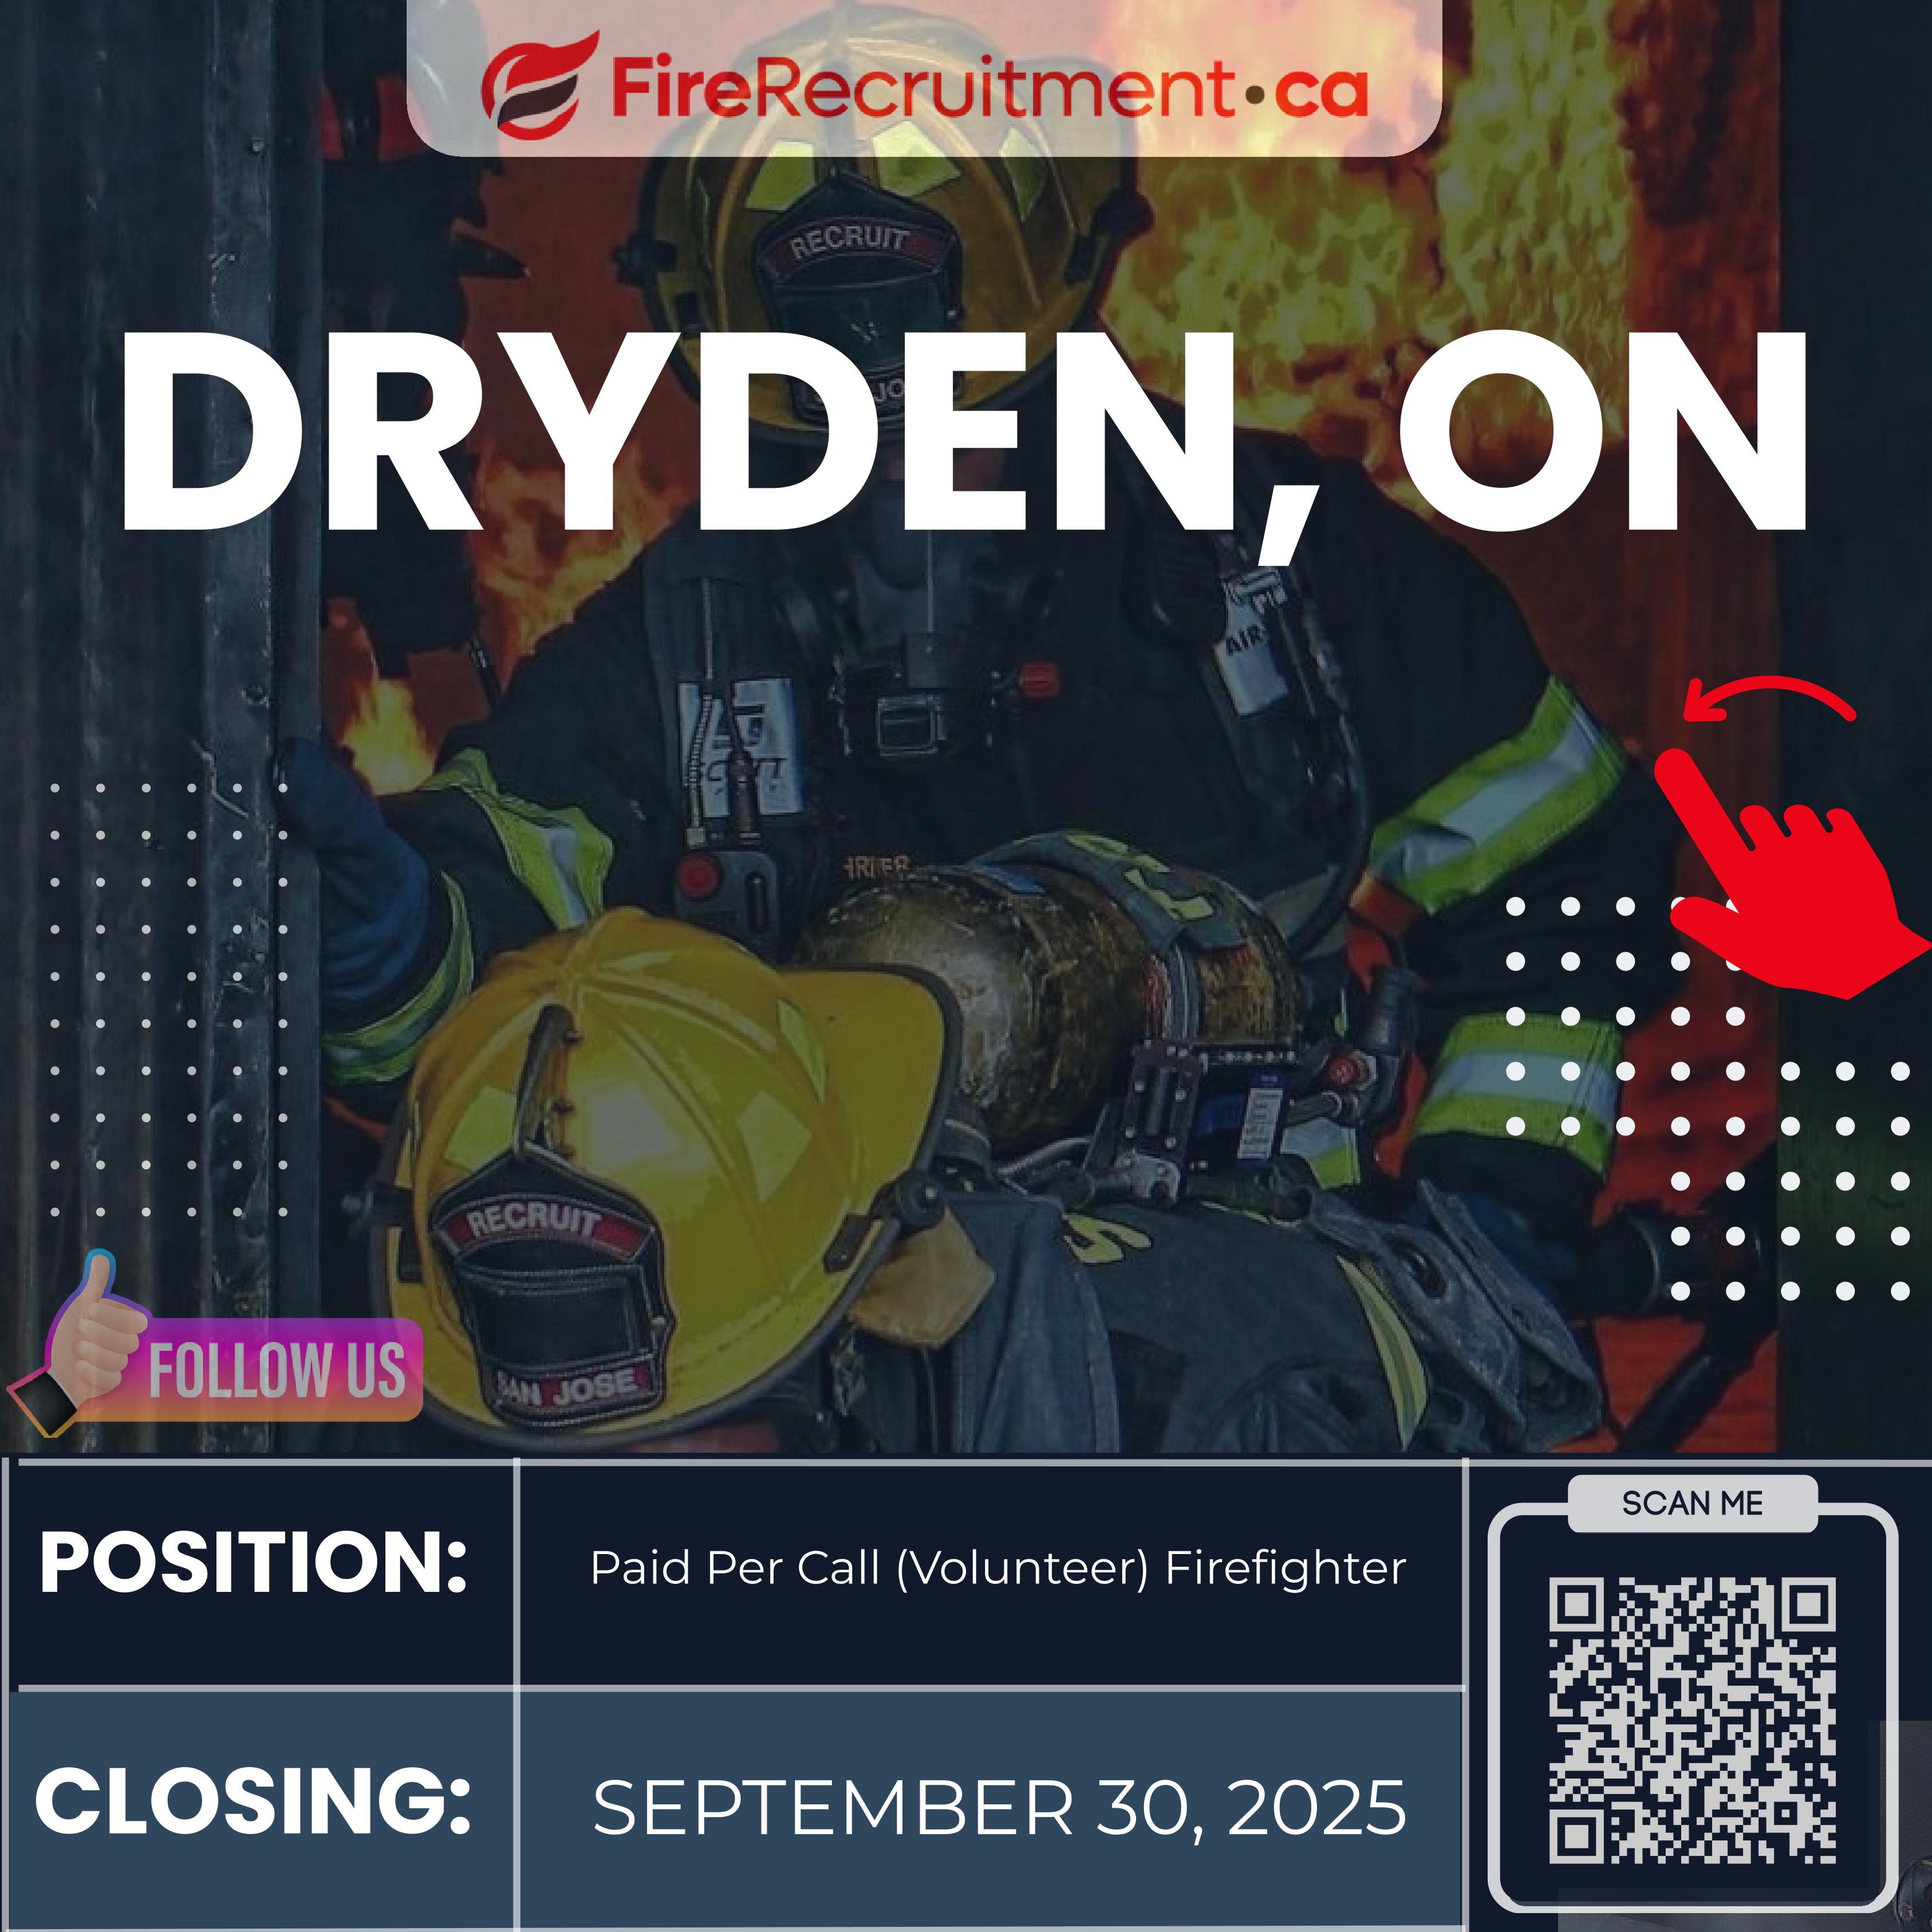 FireRecruitment.ca
RECRUIT
DRYDEN, ON
JO
AIR
RECRUIT
SAN JOSE
FOLLOW US
POSITION:
Paid Per Call (Volunteer) Firefighter
SCAN ME
CLOSING:
SEPTEMBER 30, 2025